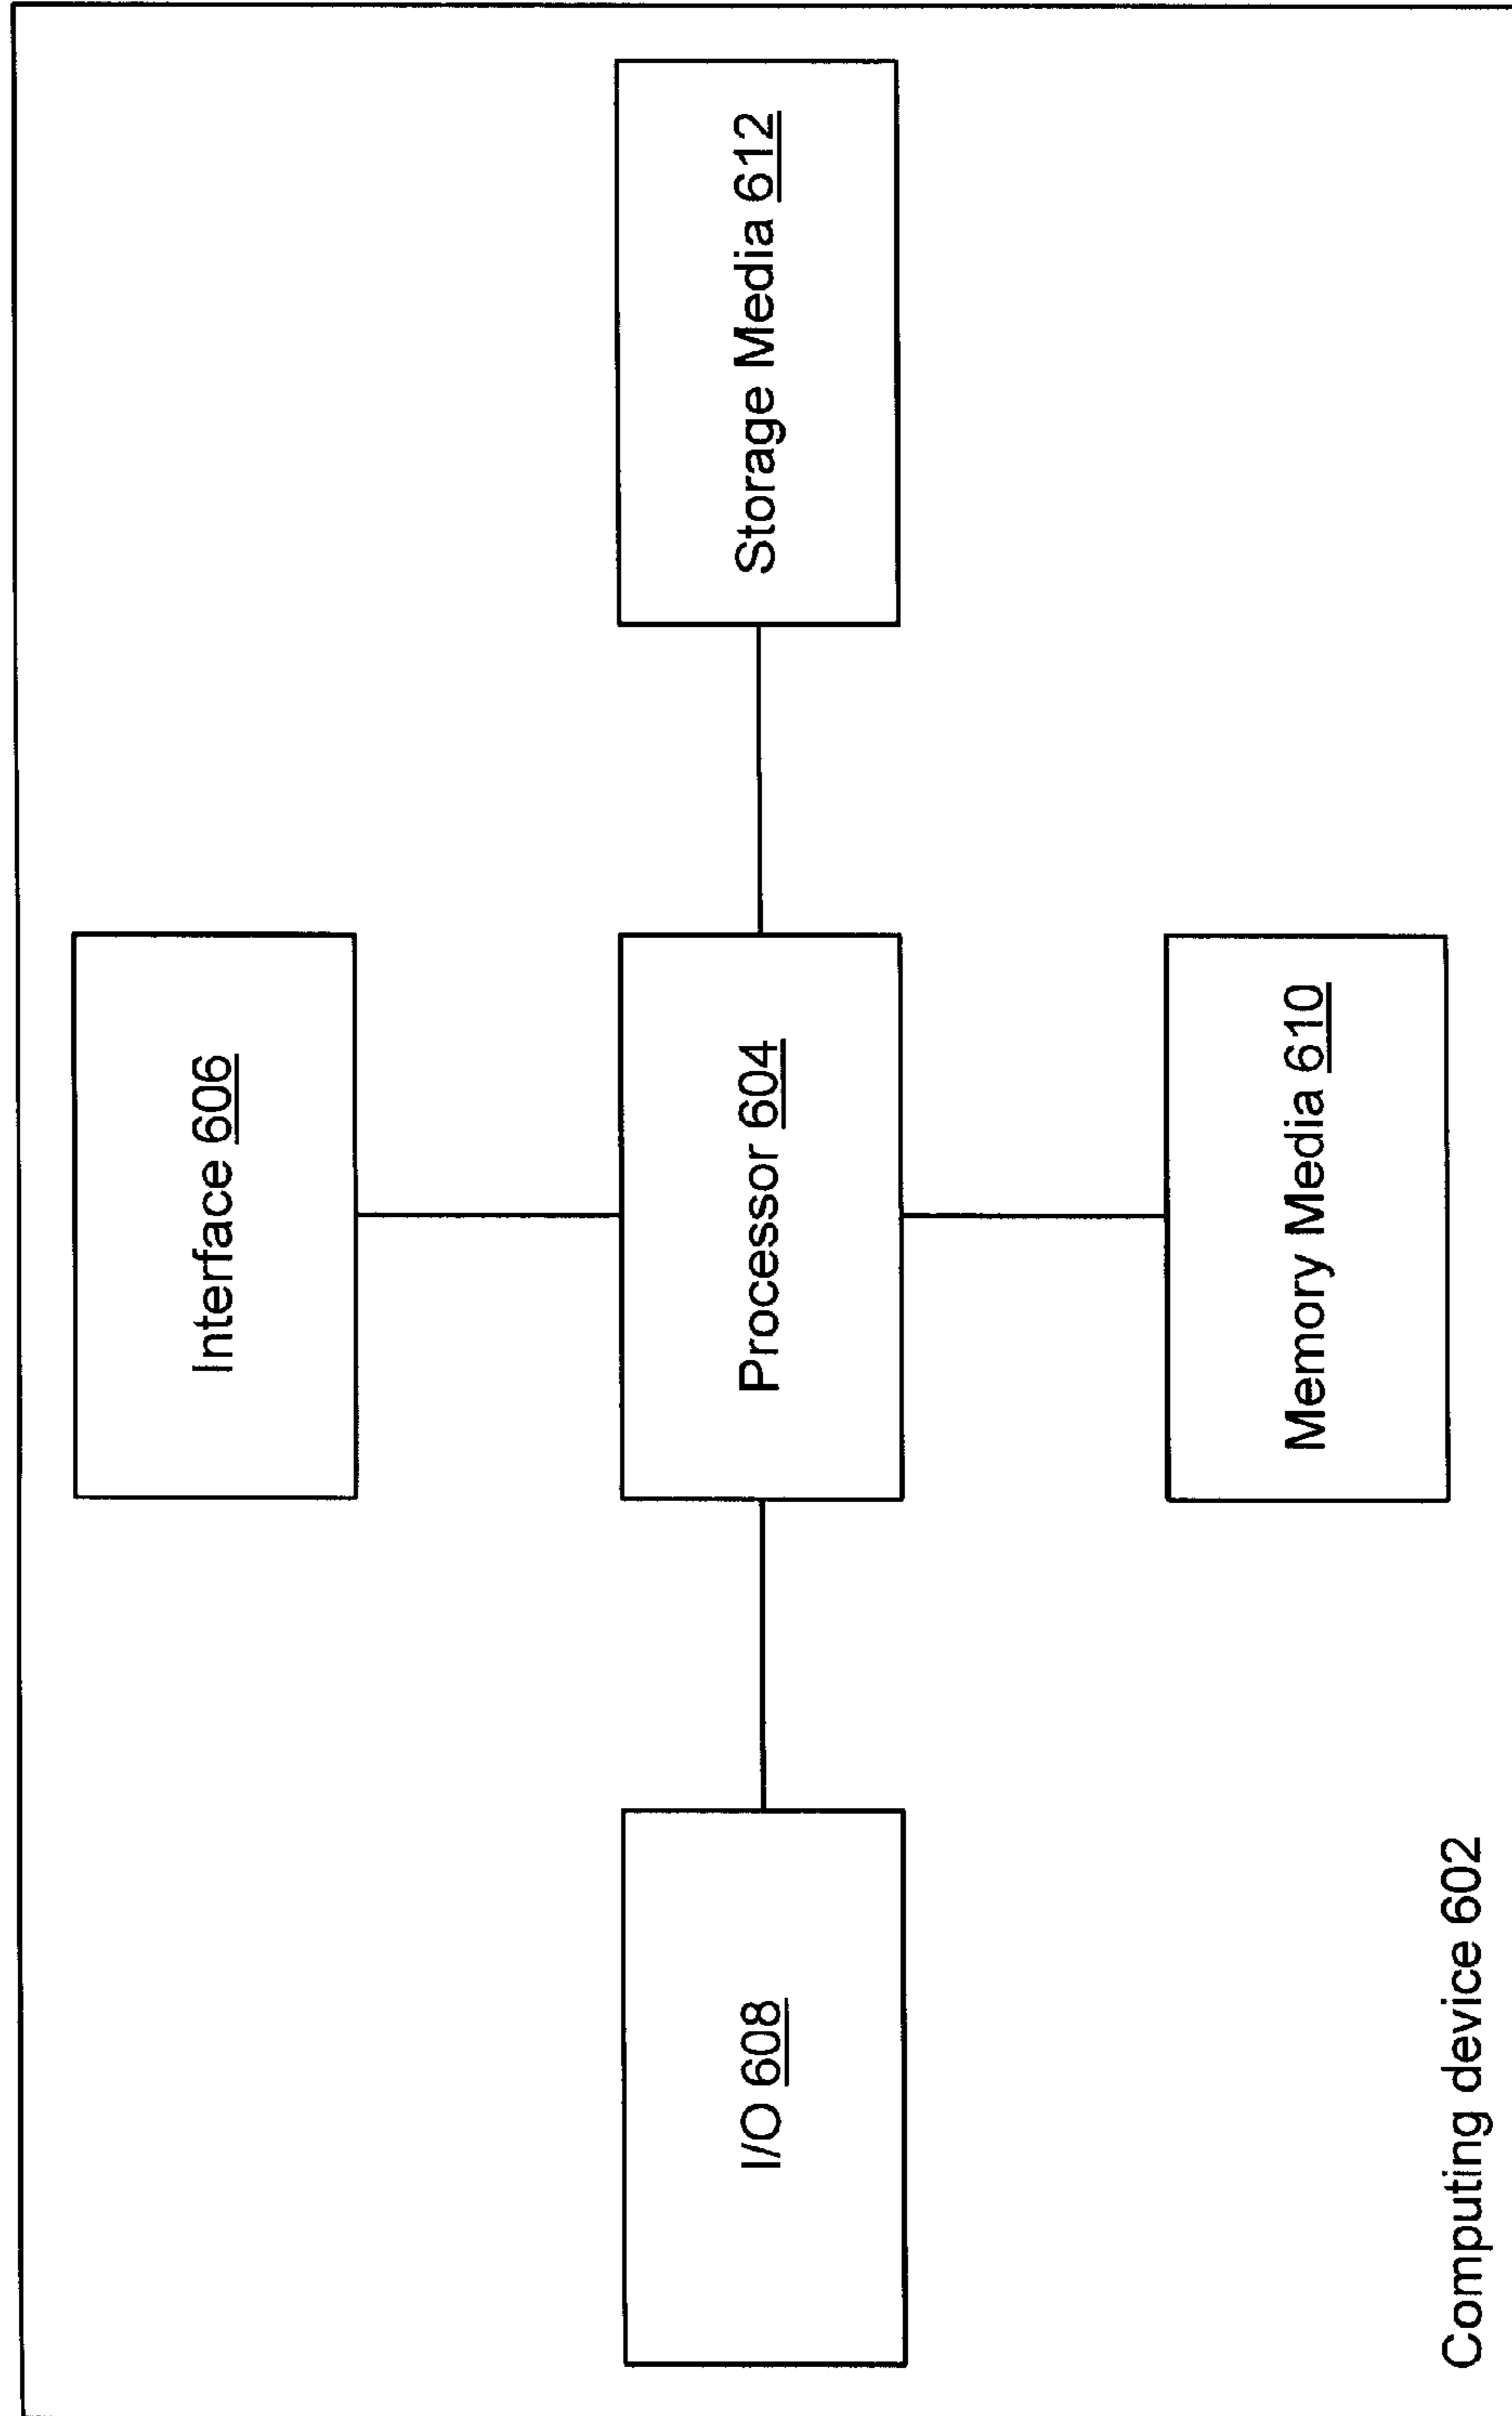 Interface 606
I/O 608
Processor 604
Storage Media 612
Memory Media 610
Computing device 602